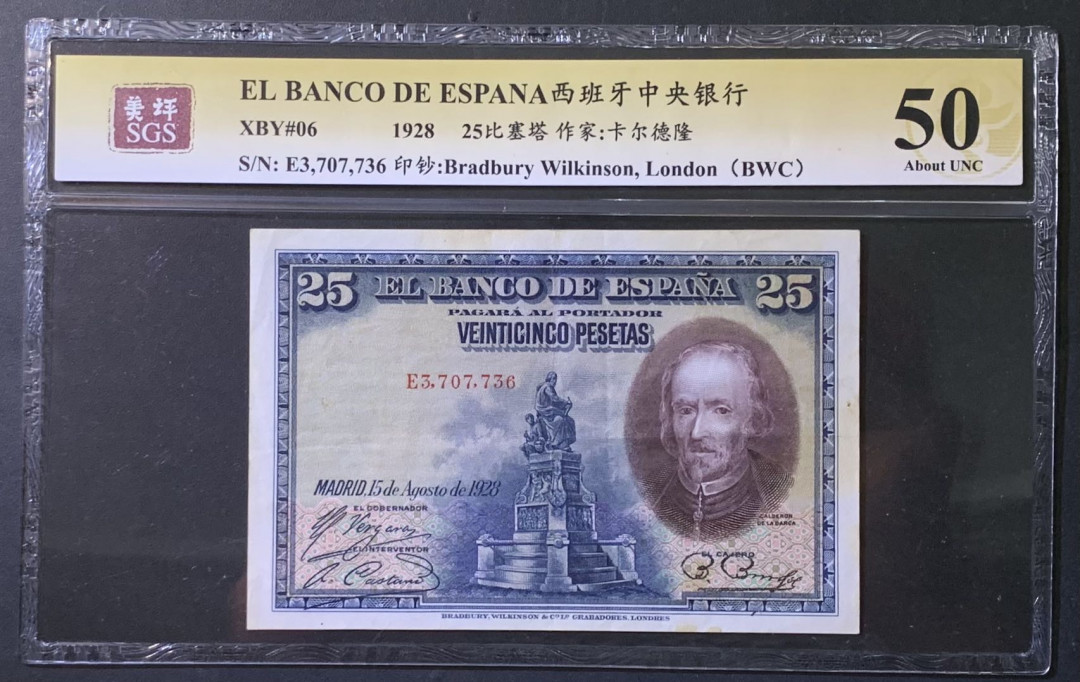 美评
SGS
EL BANCO DE ESPANA西班牙中央银行
XBY#06 1928 25比塞塔 作家:卡尔德隆
S/N: E3,707,736 印钞:Bradbury Wilkinson, London（BWC）
50
About UNC
25 EL BANCO DE ESPAÑA 25
PAGARÁ AL PORTADOR
VEINTICINCO PESETAS
E3,707,736
MADRID, 15 de Agosto de 1928
EL GOBERNADOR
EL INTERVENTOR
CALDERON
DE LA BARCA
EL CAJERO
BRADBURY, WILKINSON & Cº Lᴰ GRABADORES. LONDRES